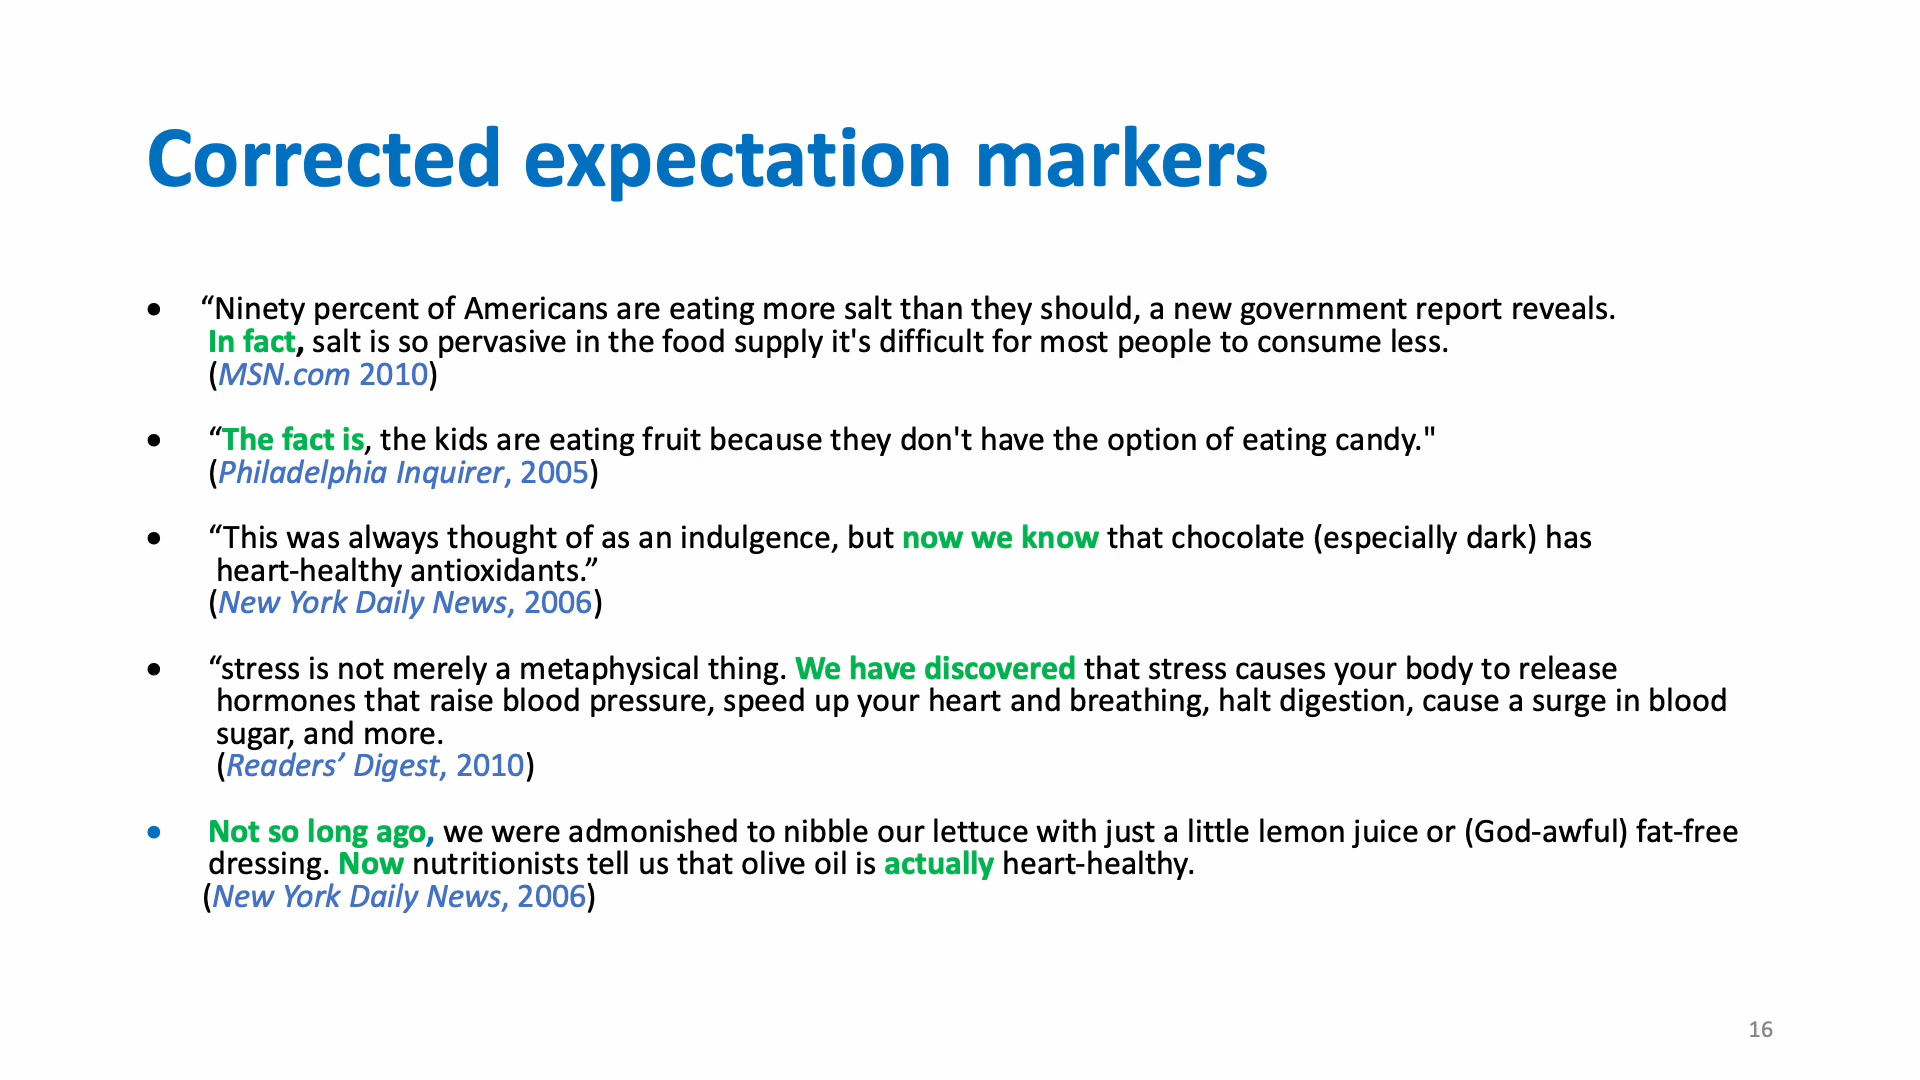 Corrected expectation markers
• “Ninety percent of Americans are eating more salt than they should, a new government report reveals.
In fact, salt is so pervasive in the food supply it's difficult for most people to consume less.
(MSN.com 2010)
• “The fact is, the kids are eating fruit because they don't have the option of eating candy."
(Philadelphia Inquirer, 2005)
• “This was always thought of as an indulgence, but now we know that chocolate (especially dark) has
heart-healthy antioxidants.”
(New York Daily News, 2006)
• “stress is not merely a metaphysical thing. We have discovered that stress causes your body to release
hormones that raise blood pressure, speed up your heart and breathing, halt digestion, cause a surge in blood
sugar, and more.
(Readers’ Digest, 2010)
• Not so long ago, we were admonished to nibble our lettuce with just a little lemon juice or (God-awful) fat-free
dressing. Now nutritionists tell us that olive oil is actually heart-healthy.
(New York Daily News, 2006)
16